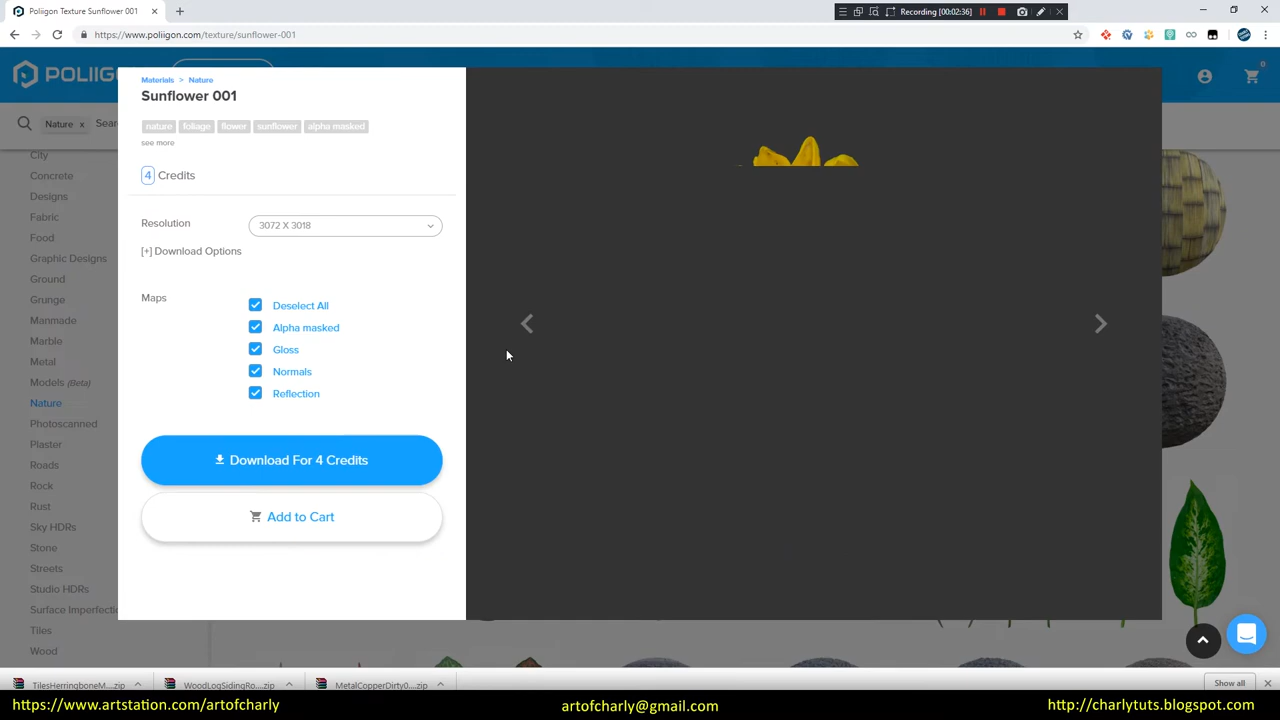 Poliigon Texture Sunflower 001
Recording [00:02:36]
https://www.poliigon.com/texture/sunflower-001
POLIIG
0
Nature x
Sear
City
Concrete
Designs
Fabric
Food
Graphic Designs
Ground
Grunge
Manmade
Marble
Metal
Models (Beta)
Nature
Photoscanned
Plaster
Roads
Rock
Rust
Sky HDRs
Stone
Streets
Studio HDRs
Surface Imperfectio
Tiles
Wood
Materials > Nature
Sunflower 001
nature foliage flower sunflower alpha masked
see more
4 Credits
Resolution 3072 X 3018
[+] Download Options
Maps
Deselect All
Alpha masked
Gloss
Normals
Reflection
Download For 4 Credits
Add to Cart
TilesHerringboneM....zip
WoodLogSidingRo....zip
MetalCopperDirty0....zip
Show all
https://www.artstation.com/artofcharly
artofcharly@gmail.com
http://charlytuts.blogspot.com